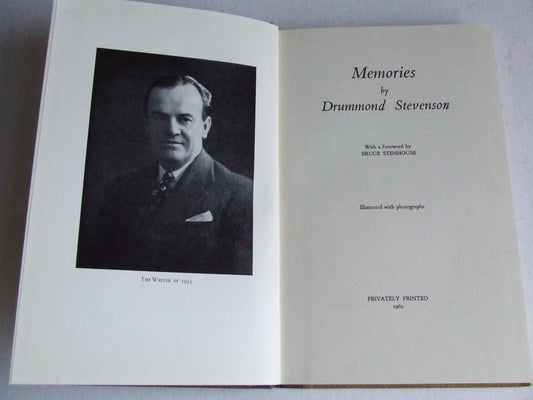 THE WRITER IN 1953
Memories
by
Drummond Stevenson
With a Foreword by
BRUCE STENHOUSE
Illustrated with photographs
PRIVATELY PRINTED
1962